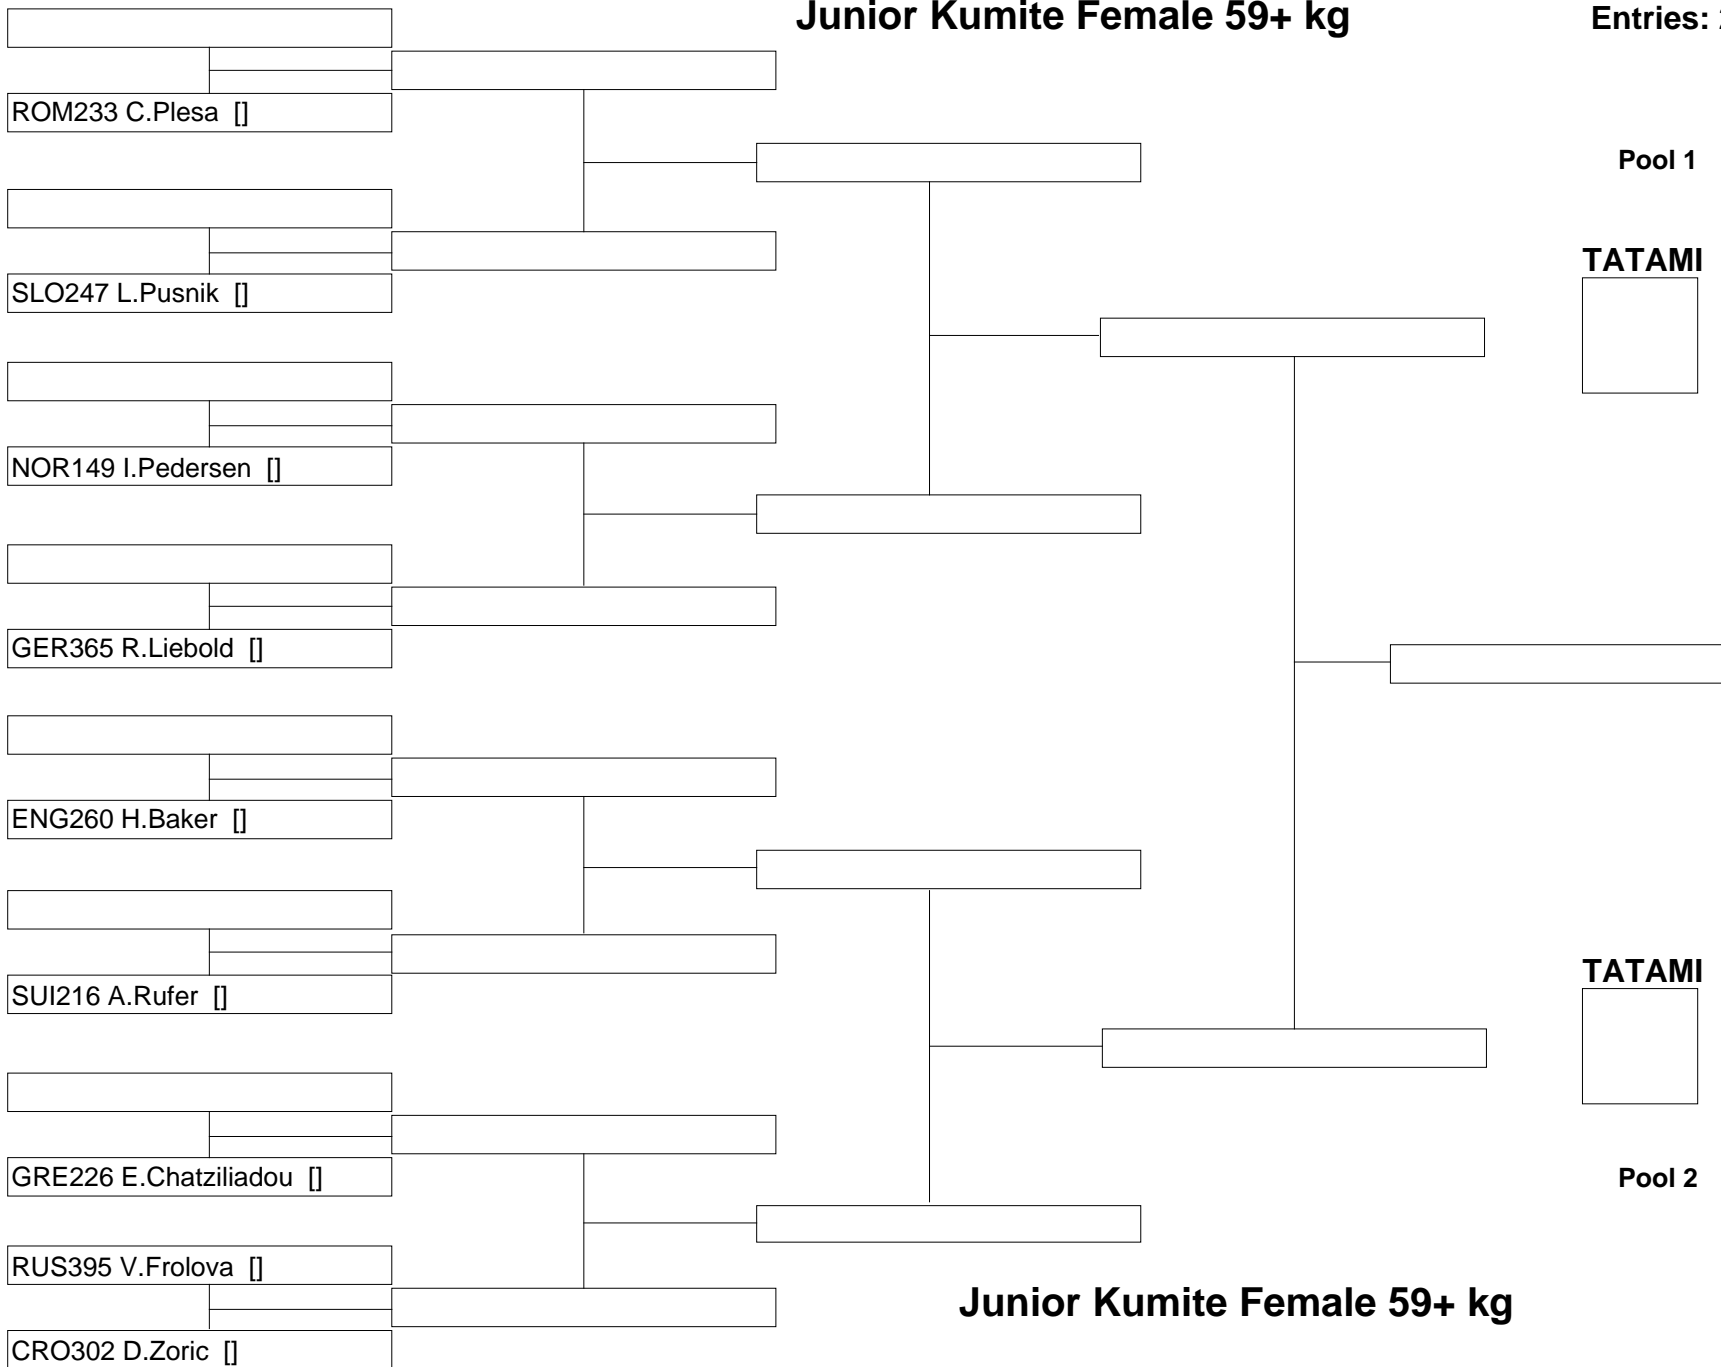 Junior Kumite Female 59+ kg
Entries:
ROM233 C.Plesa []
Pool 1
TATAMI
SLO247 L.Pusnik []
NOR149 I.Pedersen []
GER365 R.Liebold []
ENG260 H.Baker []
SUI216 A.Rufer []
TATAMI
GRE226 E.Chatziliadou []
Pool 2
RUS395 V.Frolova []
Junior Kumite Female 59+ kg
CRO302 D.Zoric []